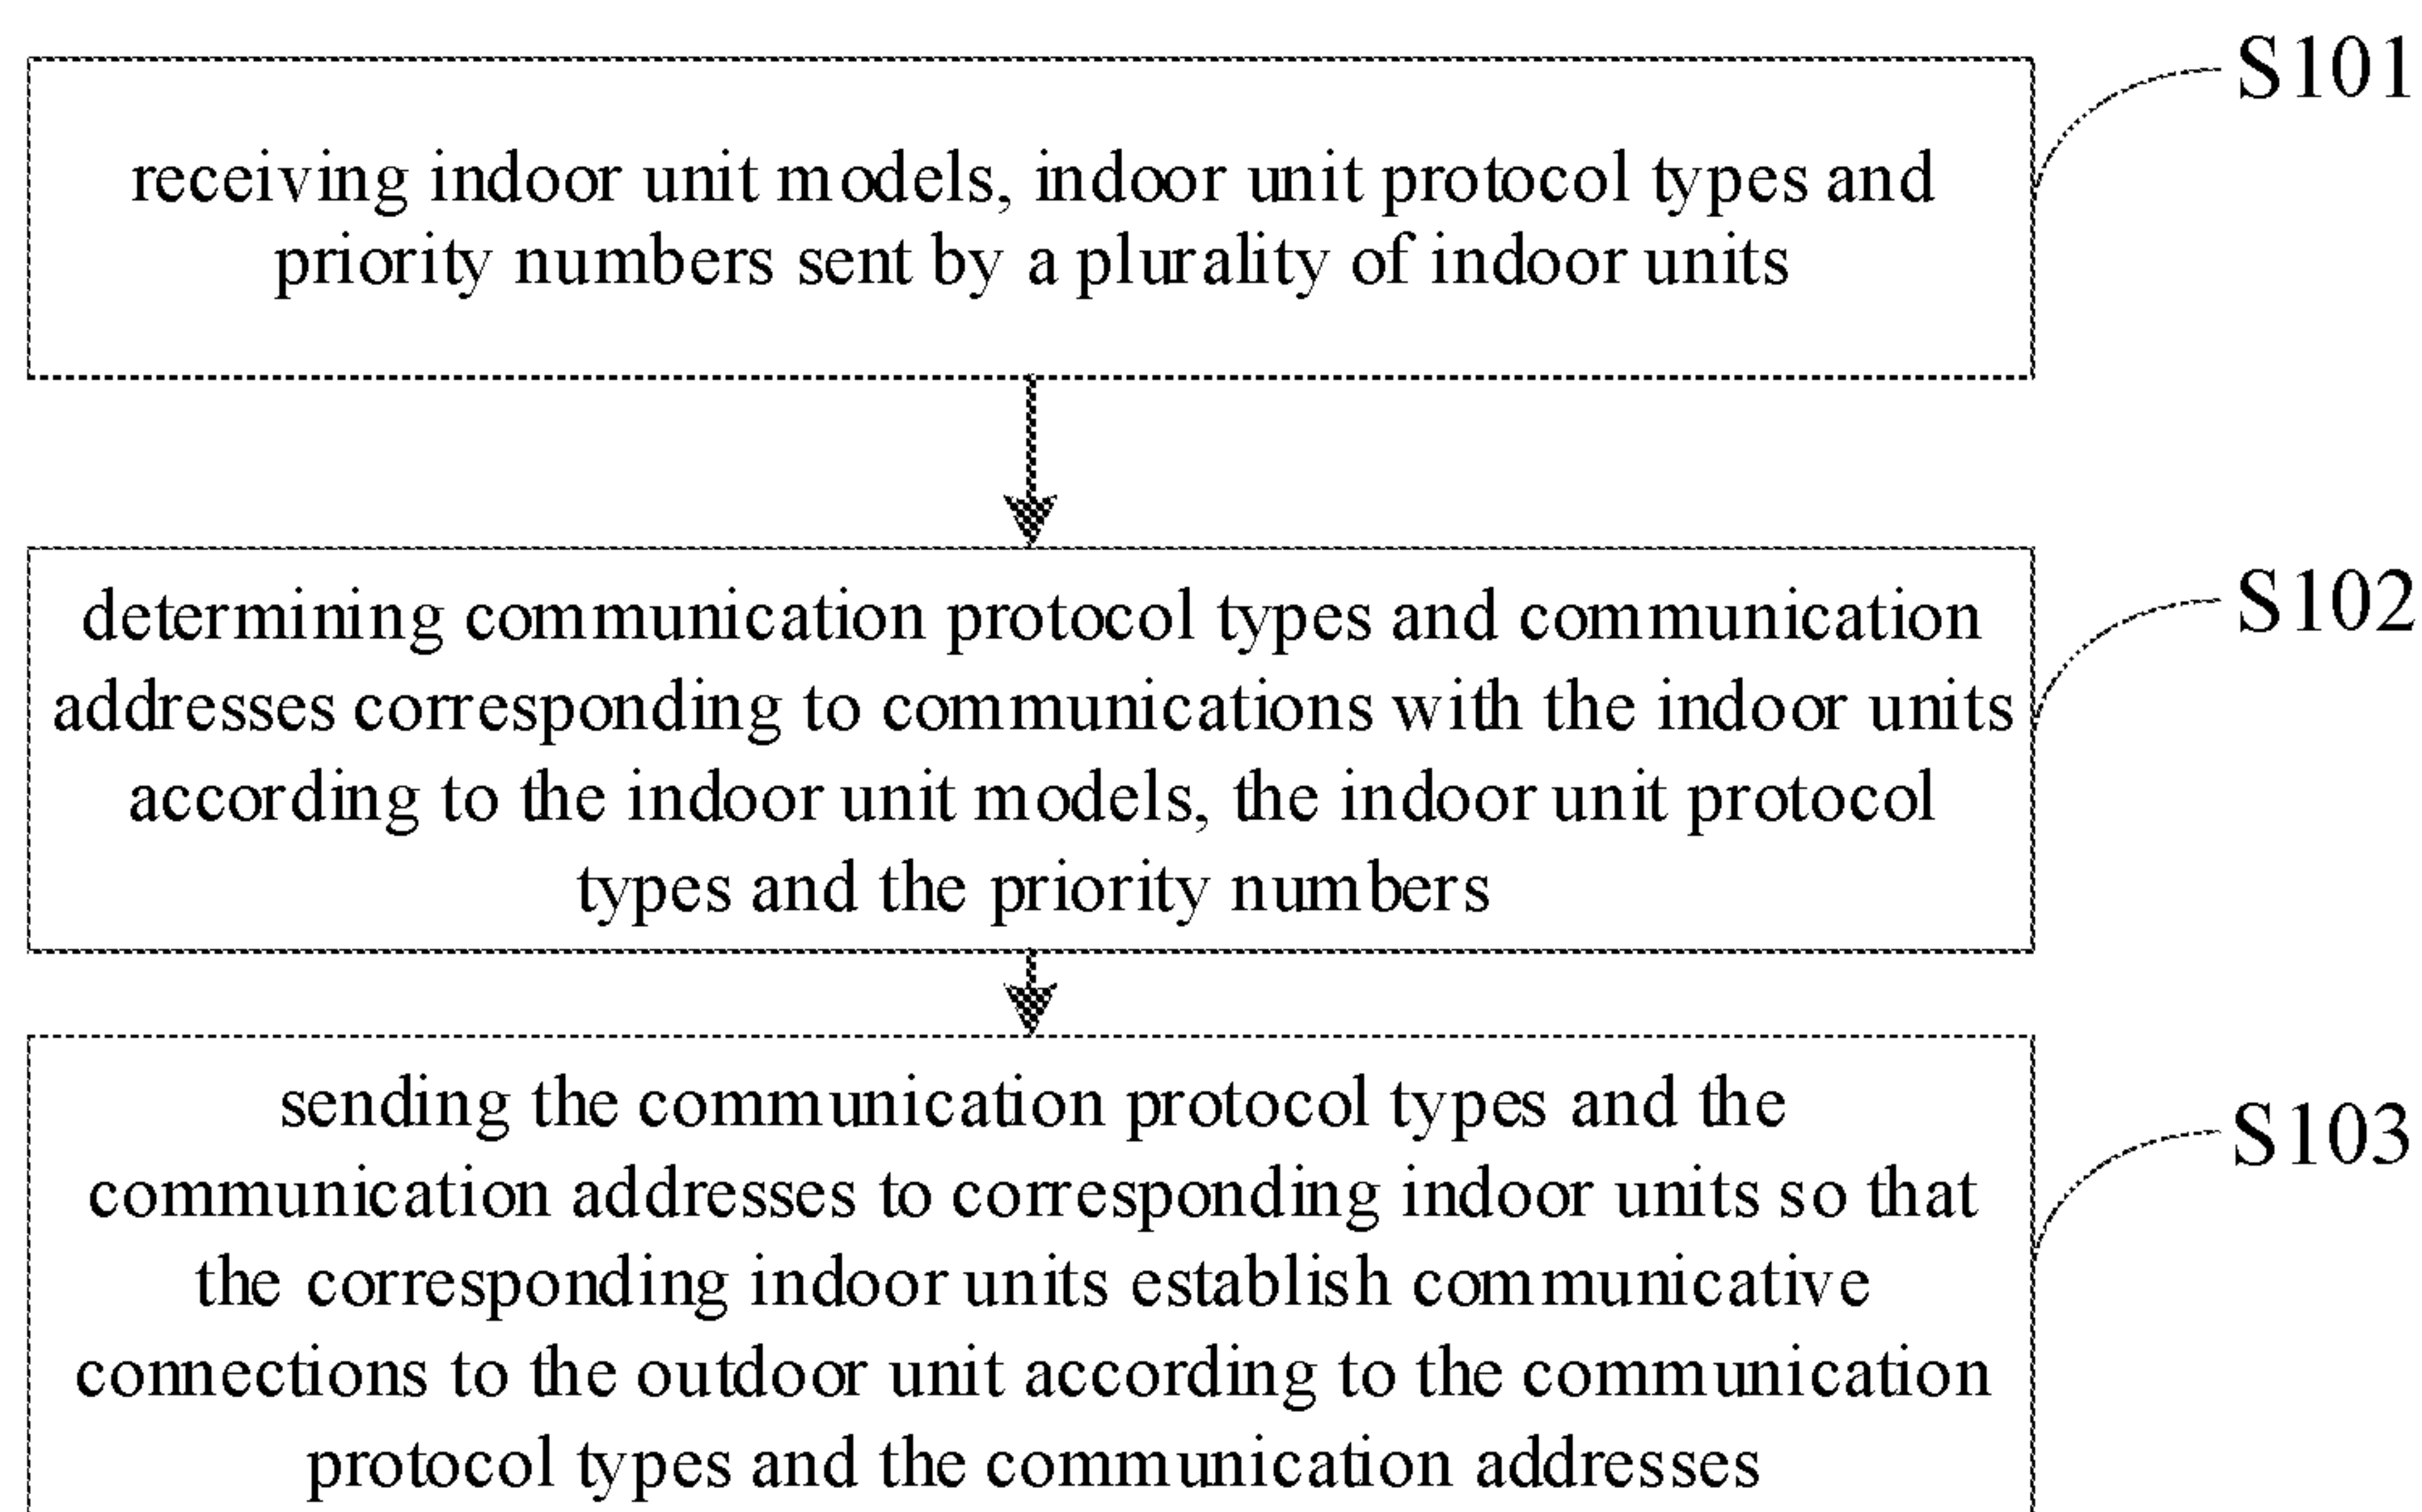 S101
receiving indoor unit models, indoor unit protocol types and
priority numbers sent by a plurality of indoor units
S102
determining communication protocol types and communication
addresses corresponding to communications with the indoor units
according to the indoor unit models, the indoor unit protocol
types and the priority numbers
S103
sending the communication protocol types and the
communication addresses to corresponding indoor units so that
the corresponding indoor units establish communicative
connections to the outdoor unit according to the communication
protocol types and the communication addresses